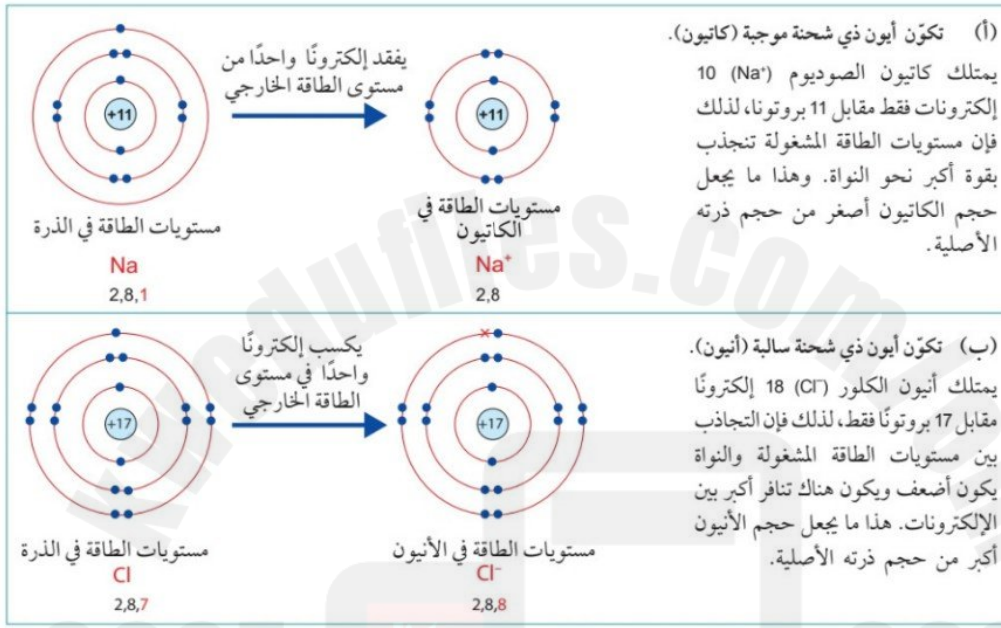 (أ) تكوّن أيون ذي شحنة موجبة (كاتيون).
يمتلك كاتيون الصوديوم (Na⁺) 10
إلكترونات فقط مقابل 11 بروتونا، لذلك
فإن مستويات الطاقة المشغولة تنجذب
بقوة أكبر نحو النواة. وهذا ما يجعل
حجم الكاتيون أصغر من حجم ذرته
الأصلية.
يفقد إلكترونًا واحدًا من
مستوى الطاقة الخارجي
+11
+11
مستويات الطاقة في
الكاتيون
Na⁺
2,8
مستويات الطاقة في الذرة
Na
2,8,1
(ب) تكوّن أيون ذي شحنة سالبة (أنيون).
يمتلك أنيون الكلور (Cl⁻) 18 إلكترونًا
مقابل 17 بروتونًا فقط، لذلك فإن التجاذب
بين مستويات الطاقة المشغولة والنواة
يكون أضعف ويكون هناك تنافر أكبر بين
الإلكترونات. هذا ما يجعل حجم الأنيون
أكبر من حجم ذرته الأصلية.
يكسب إلكترونًا
واحدًا في مستوى
الطاقة الخارجي
+17
+17
مستويات الطاقة في الأنيون
Cl⁻
2,8,8
مستويات الطاقة في الذرة
Cl
2,8,7
kwedufiles.com/